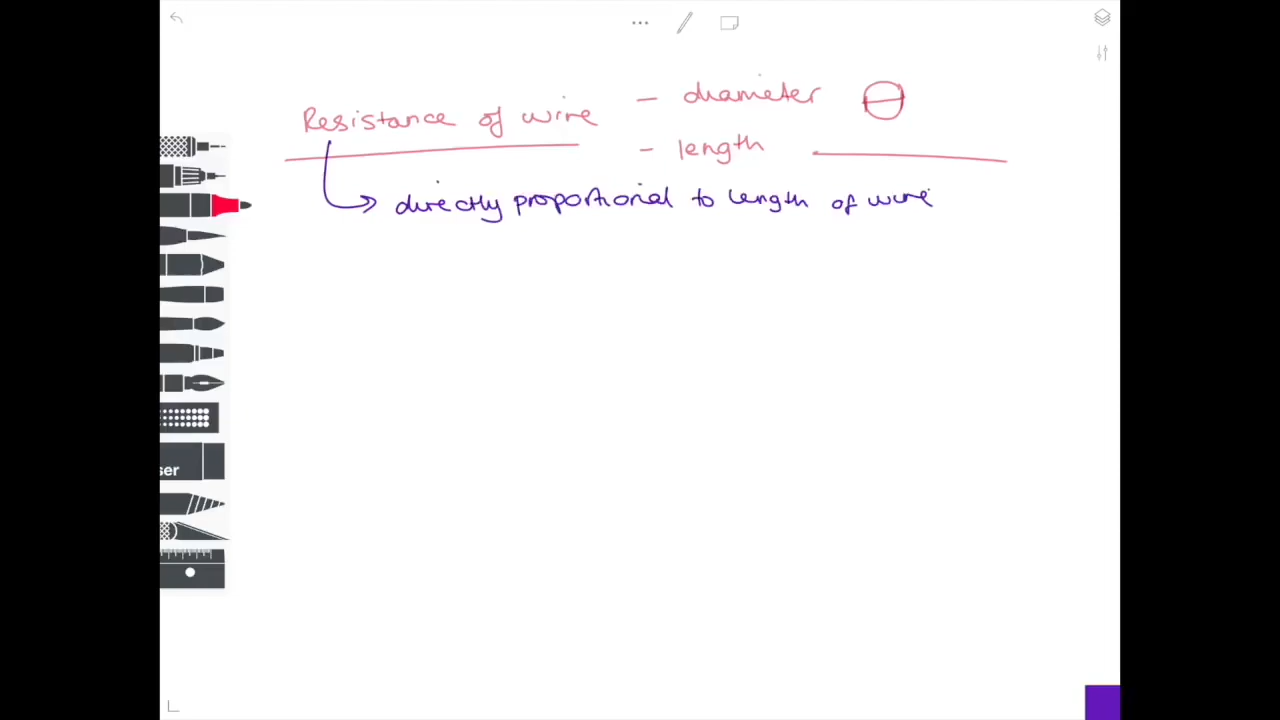 Resistance of wire
- diameter
- length
directly proportional to length of wire
ser